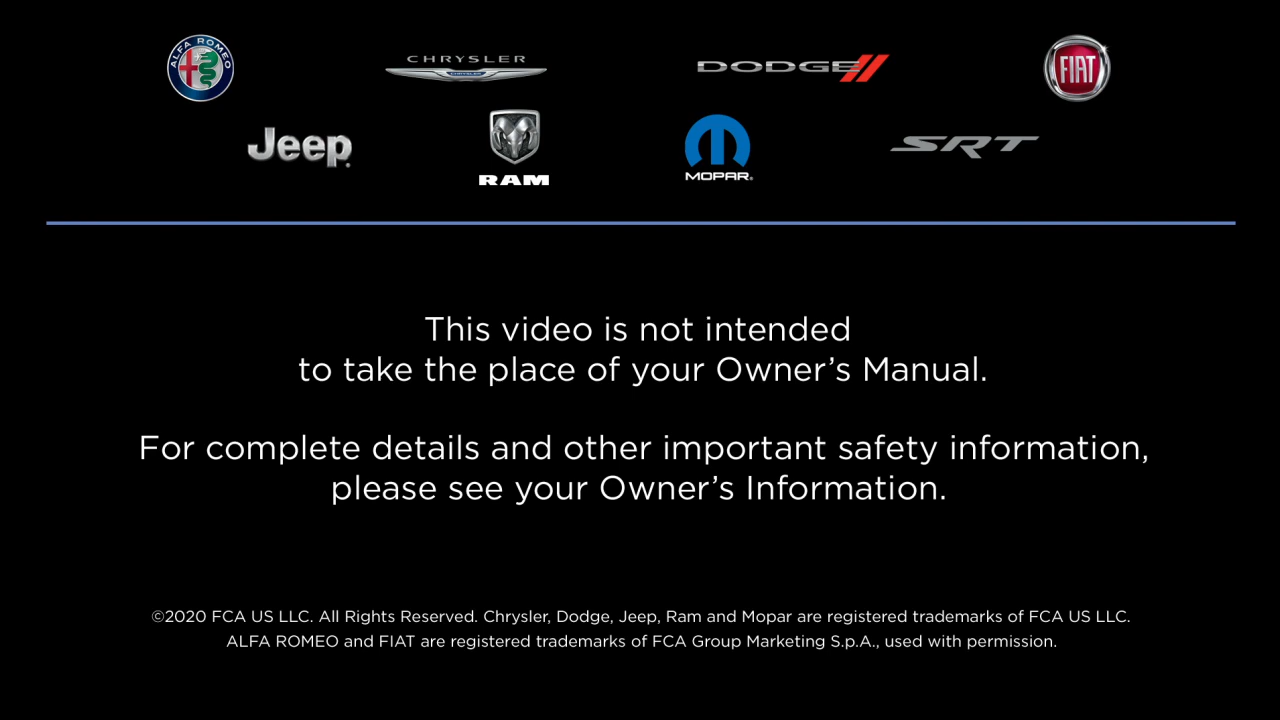 ALFA ROMEO
CHRYSLER
CHRYSLER
DODGE
FIAT
Jeep®
RAM
MOPAR®
SRT
This video is not intended
to take the place of your Owner’s Manual.
For complete details and other important safety information,
please see your Owner’s Information.
©2020 FCA US LLC. All Rights Reserved. Chrysler, Dodge, Jeep, Ram and Mopar are registered trademarks of FCA US LLC.
ALFA ROMEO and FIAT are registered trademarks of FCA Group Marketing S.p.A., used with permission.